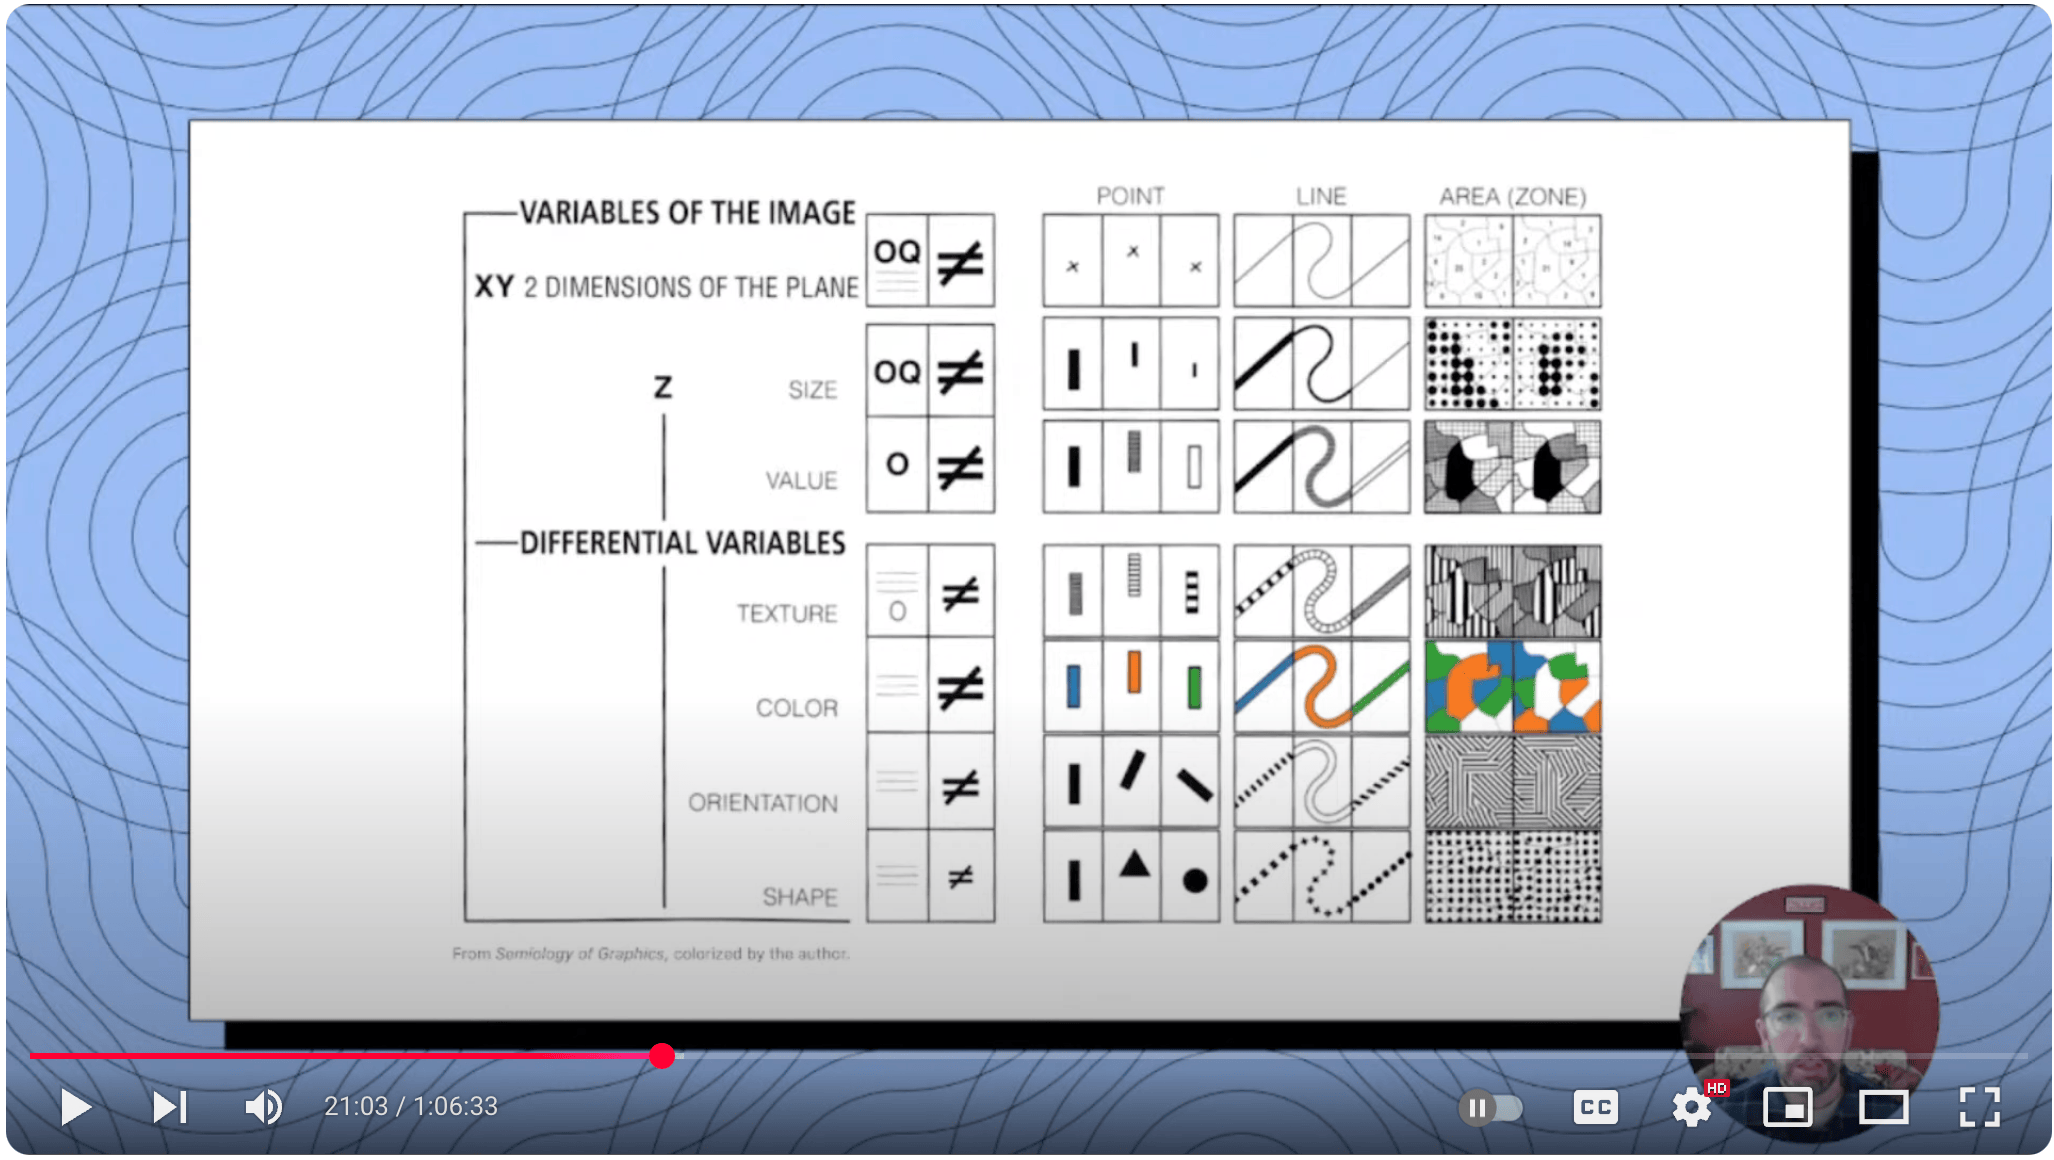 POINT LINE AREA (ZONE)
VARIABLES OF THE IMAGE
OQ ≠
XY 2 DIMENSIONS OF THE PLANE
Z
SIZE OQ ≠
VALUE O ≠
DIFFERENTIAL VARIABLES
TEXTURE O ≠
COLOR ≠
ORIENTATION ≠
SHAPE ≠
From Semiology of Graphics, colorized by the author.
21:03 / 1:06:33
CC
HD